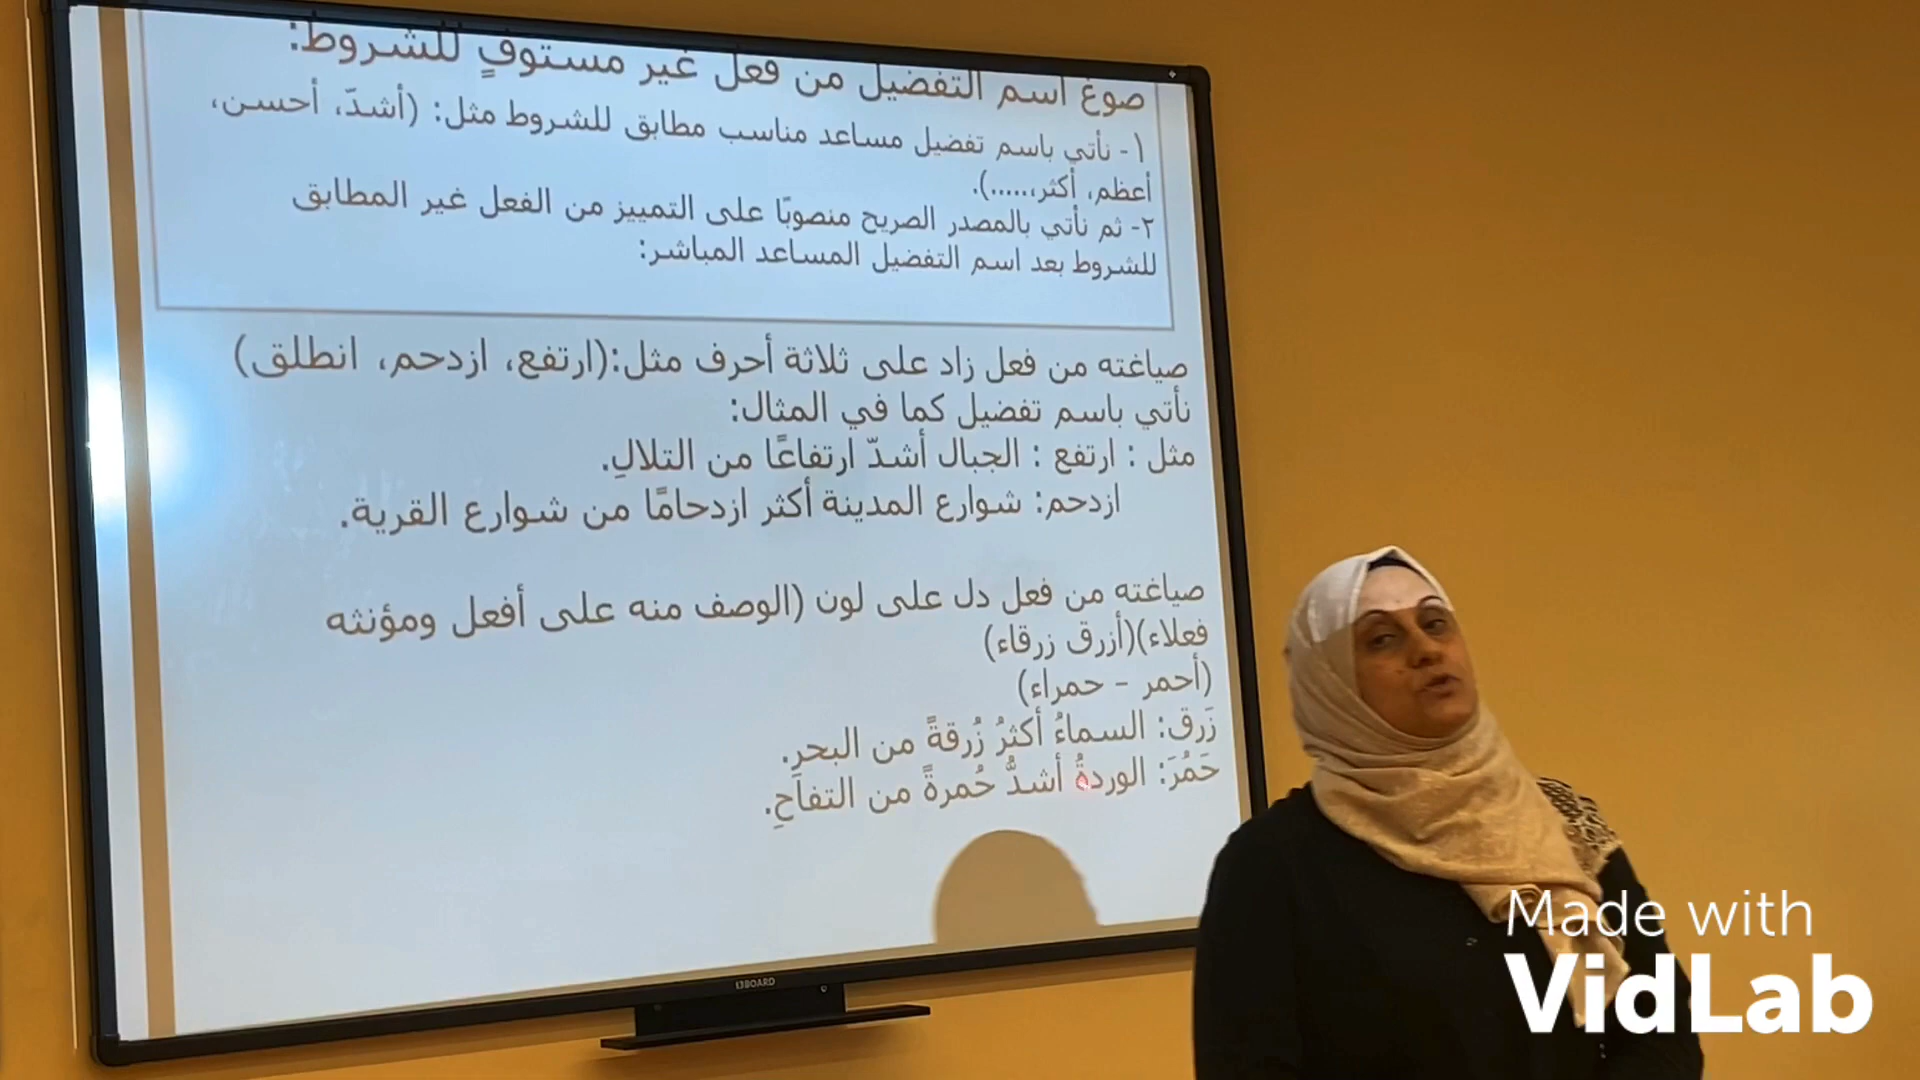 صوغ اسم التفضيل من فعل غير مستوفٍ للشروط:
١- نأتي باسم تفضيل مساعد مناسب مطابق للشروط مثل: (أشدّ، أحسن،
أعظم، أكثر،.....).
٢- ثم نأتي بالمصدر الصريح منصوبًا على التمييز من الفعل غير المطابق
للشروط بعد اسم التفضيل المساعد المباشر:
صياغته من فعل زاد على ثلاثة أحرف مثل:(ارتفع، ازدحم، انطلق)
نأتي باسم تفضيل كما في المثال:
مثل : ارتفع : الجبال أشدّ ارتفاعًا من التلالِ.
ازدحم: شوارع المدينة أكثر ازدحامًا من شوارع القرية.
صياغته من فعل دل على لون (الوصف منه على أفعل ومؤنثه
فعلاء)(أزرق زرقاء)
(أحمر - حمراء)
زَرق: السماءُ أكثرُ زُرقةً من البحرِ.
حَمُرَ: الوردةُ أشدُّ حُمرةً من التفاحِ.
E3BOARD
Made with
VidLab